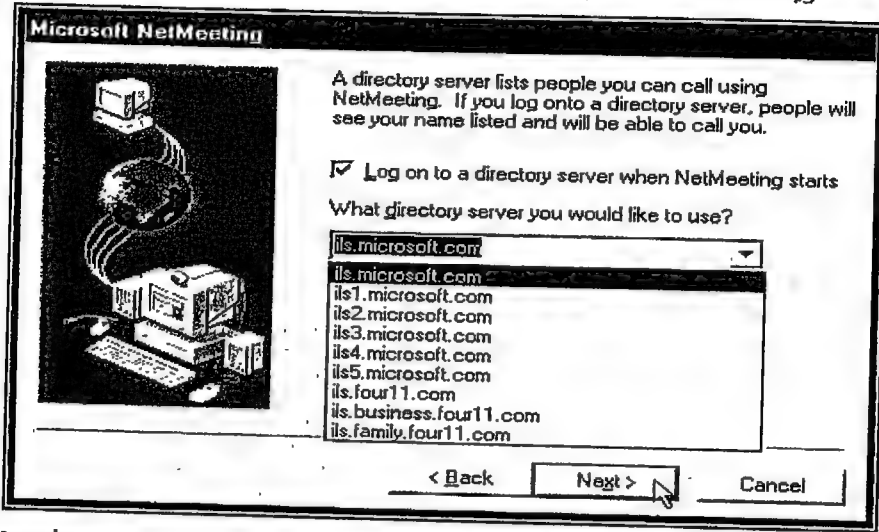 Microsoft NetMeeting
A directory server lists people you can call using
NetMeeting. If you log onto a directory server, people will
see your name listed and will be able to call you.
Log on to a directory server when NetMeeting starts
What directory server you would like to use?
ils.microsoft.com
ils.microsoft.com
ils1.microsoft.com
ils2.microsoft.com
ils3.microsoft.com
ils4.microsoft.com
ils5.microsoft.com
ils.four11.com
ils.business.four11.com
ils.family.four11.com
< Back
Next >
Cancel